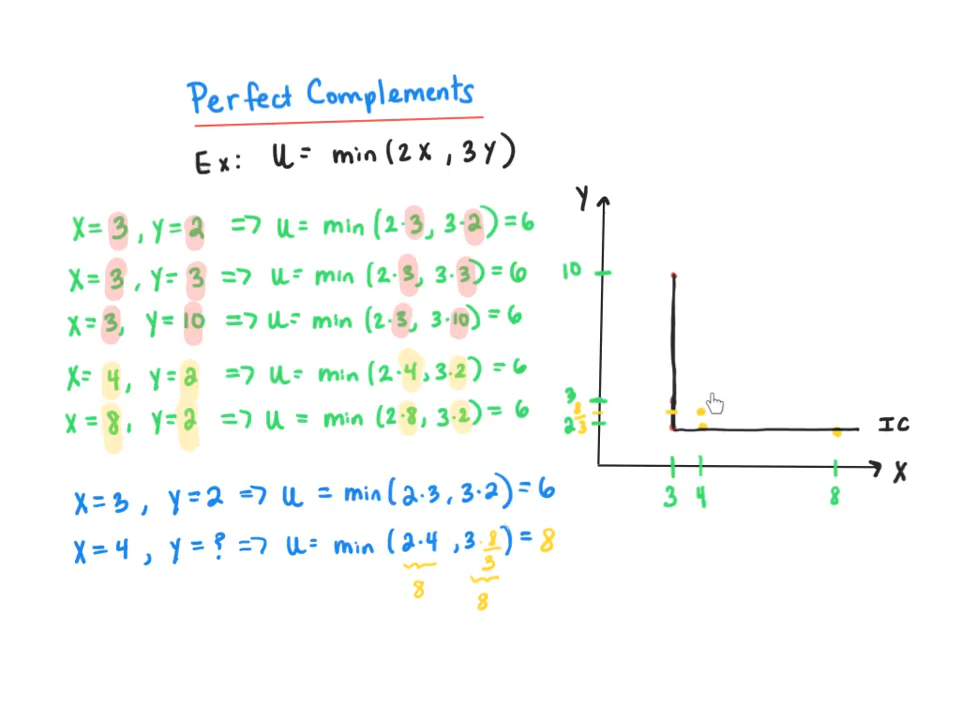 Perfect Complements
Ex: U = min(2X , 3Y)
X = 3 , Y = 2 => U = min (2·3, 3·2) = 6
X = 3 , Y = 3 => U = min (2·3, 3·3) = 6
X = 3, Y = 10 => U = min (2·3, 3·10) = 6
X = 4, Y = 2 => U = min (2·4, 3·2) = 6
X = 8, Y = 2 => U = min (2·8, 3·2) = 6
X = 3 , Y = 2 => U = min(2·3, 3·2) = 6
X = 4 , Y = ? => U = min (2·4 , 3·8/3) = 8
8 8
Y
10
3
8/3
2
IC
X
3 4 8